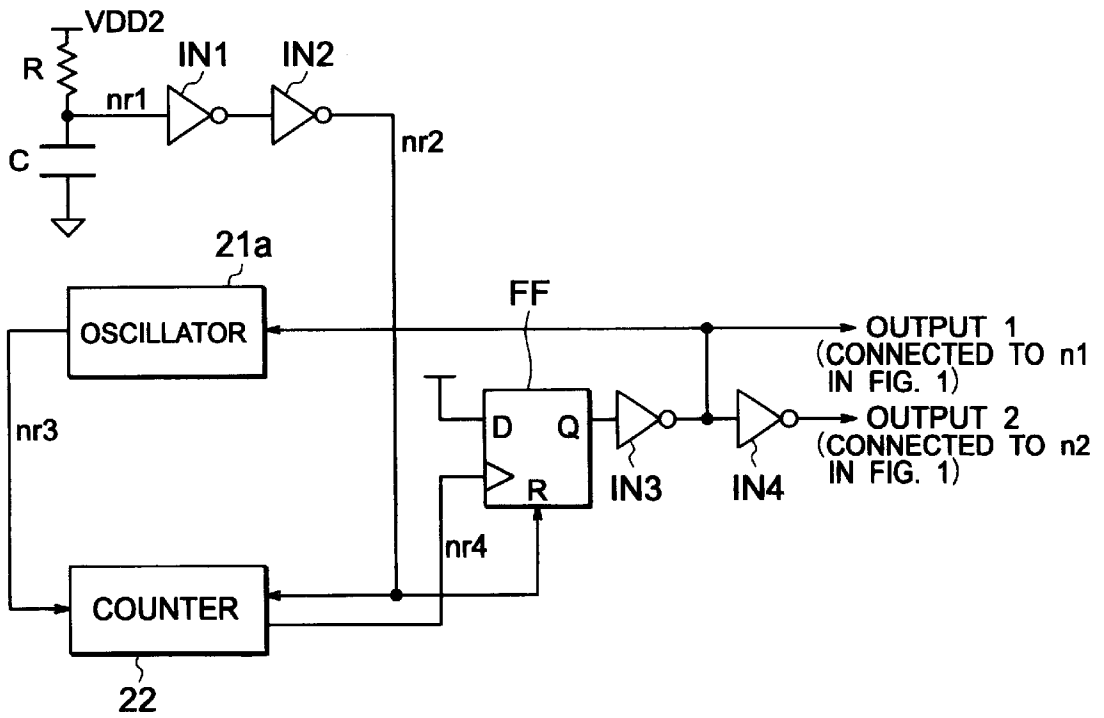 VDD2
R
IN1
IN2
nr1
nr2
C
21a
OSCILLATOR
FF
OUTPUT 1
(CONNECTED TO n1
IN FIG. 1)
D
Q
OUTPUT 2
(CONNECTED TO n2
IN FIG. 1)
nr3
R
IN3
IN4
nr4
COUNTER
22